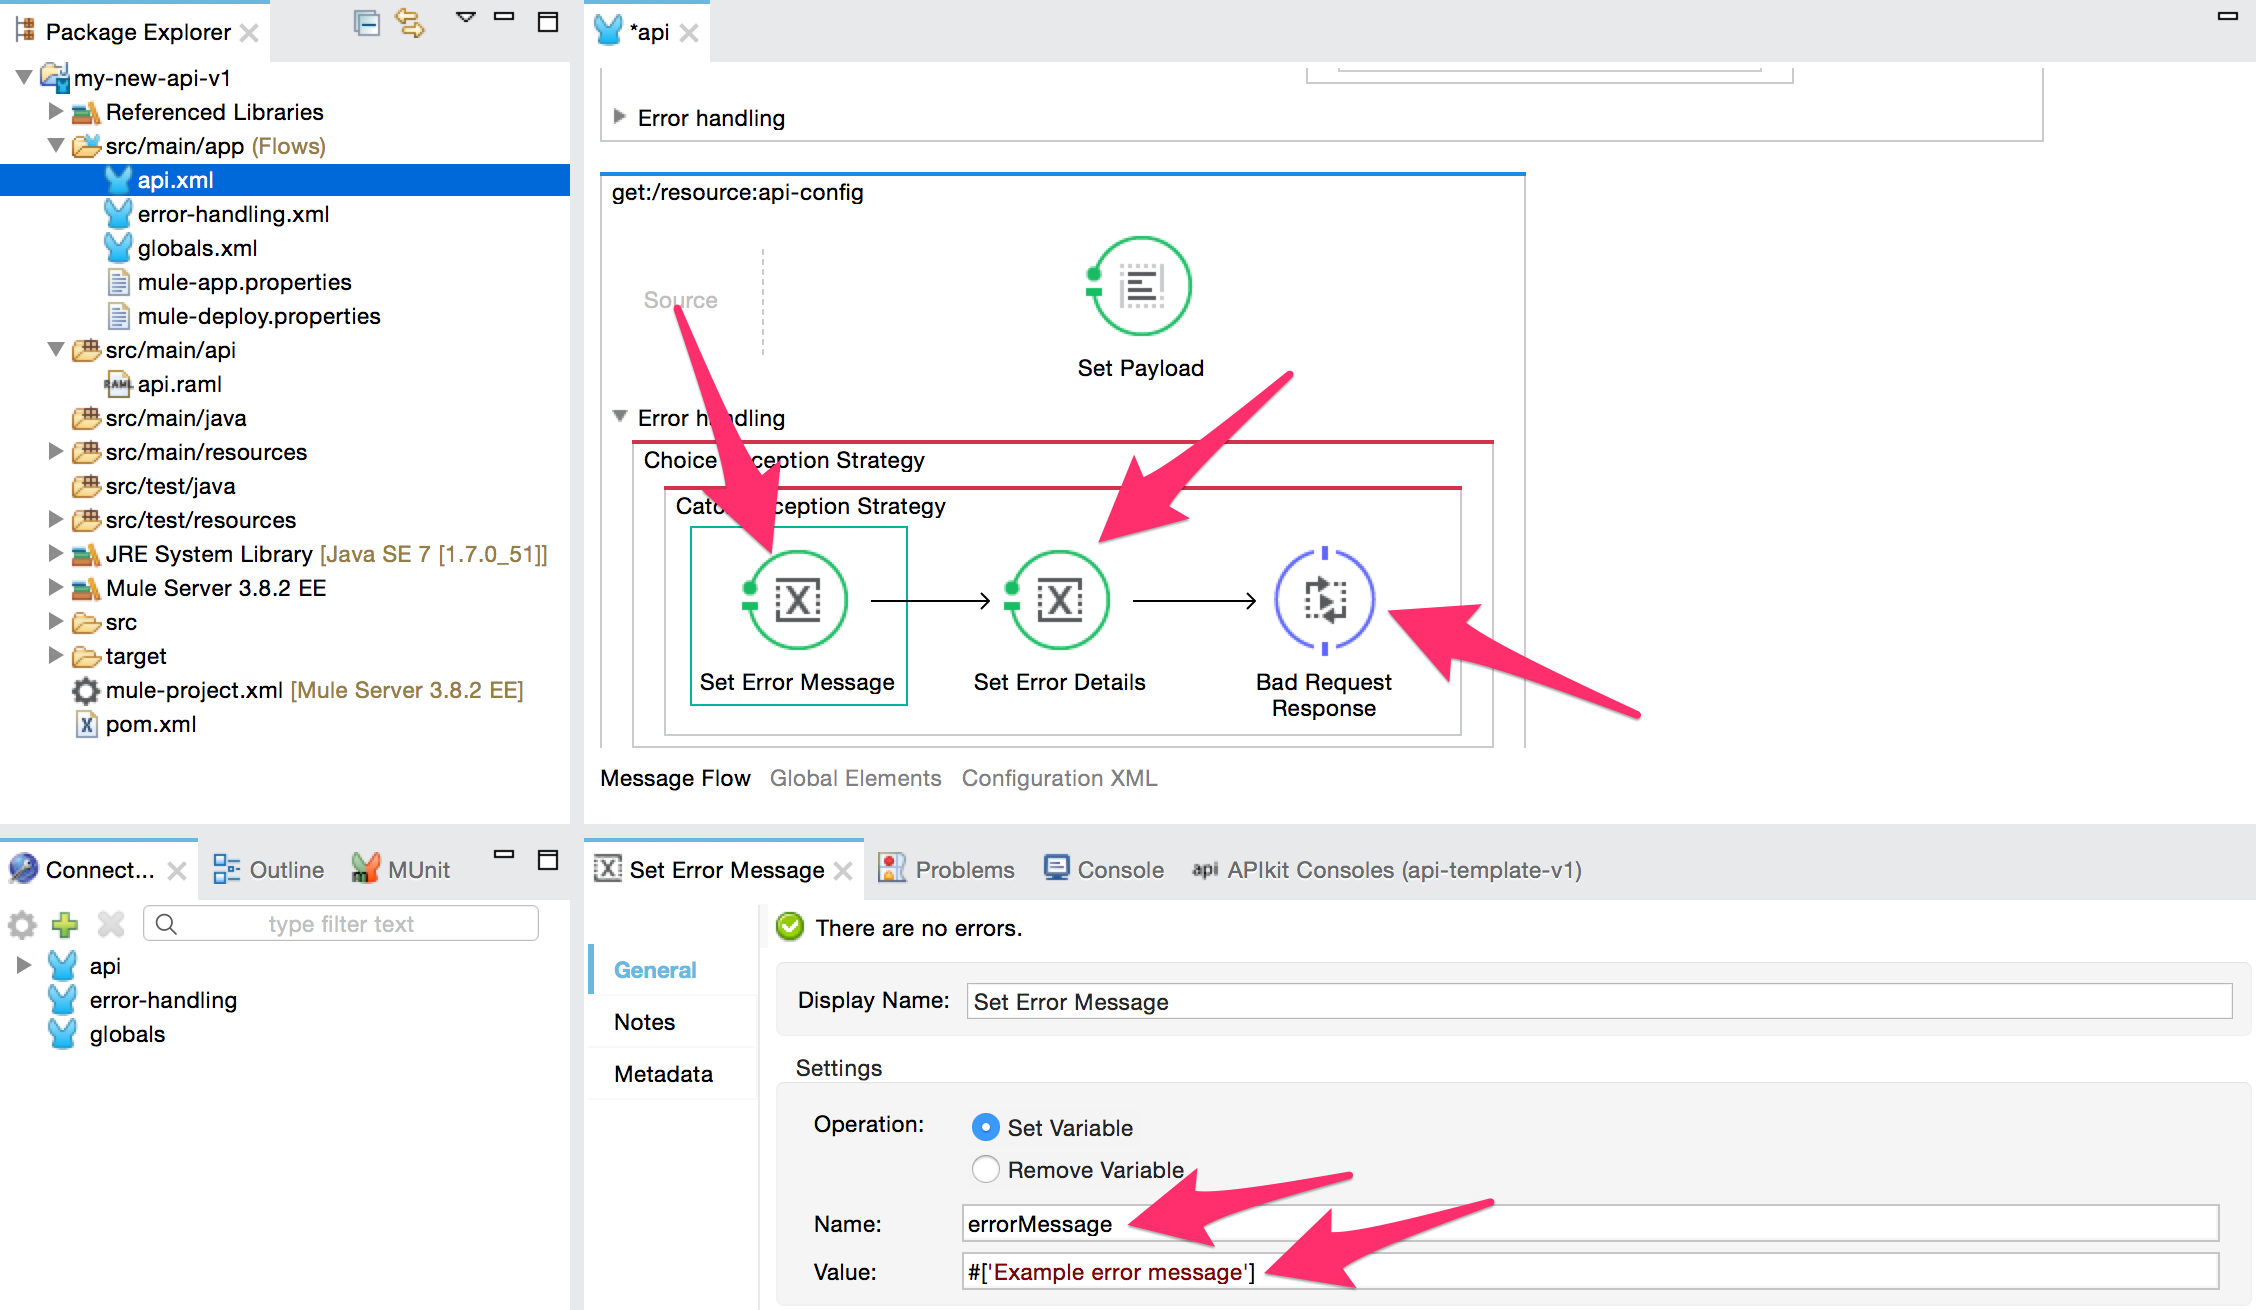 Package Explorer
my-new-api-v1
Referenced Libraries
src/main/app (Flows)
api.xml
error-handling.xml
globals.xml
mule-app.properties
mule-deploy.properties
src/main/api
RAML api.raml
src/main/java
src/main/resources
src/test/java
src/test/resources
JRE System Library [Java SE 7 [1.7.0_51]]
Mule Server 3.8.2 EE
src
target
mule-project.xml [Mule Server 3.8.2 EE]
X pom.xml
*api
Error handling
get:/resource:api-config
Source
Set Payload
Error handling
Choice ception Strategy
Catc ception Strategy
X
X
Set Error Message
Set Error Details
Bad Request
Response
Message Flow Global Elements Configuration XML
Connect... Outline MUnit
type filter text
api
error-handling
globals
X Set Error Message Problems Console api APIkit Consoles (api-template-v1)
There are no errors.
General
Notes
Metadata
Display Name: Set Error Message
Settings
Operation: Set Variable
Remove Variable
Name: errorMessage
Value: #['Example error message']